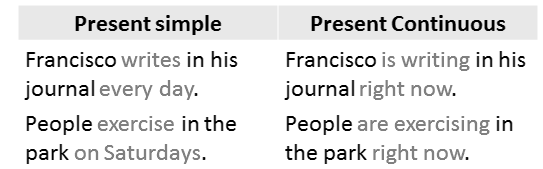 Present simple
Present Continuous
Francisco writes in his
journal every day.
Francisco is writing in his
journal right now.
People exercise in the
park on Saturdays.
People are exercising in
the park right now.